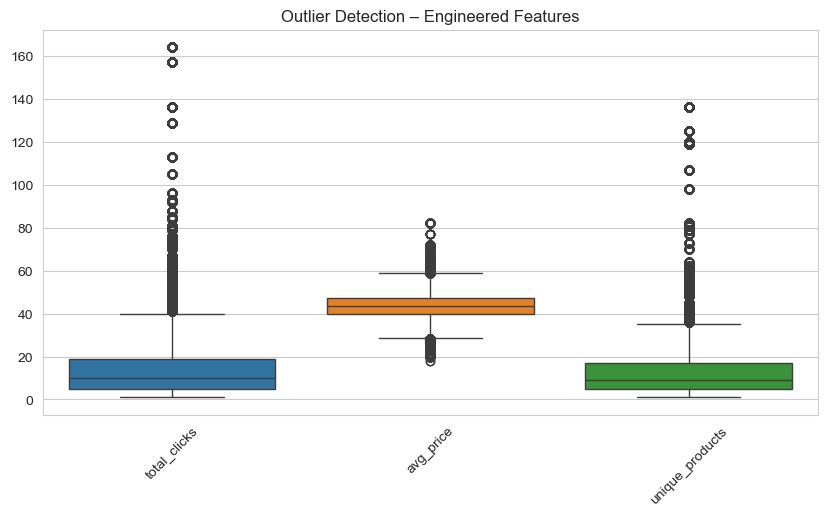 Outlier Detection – Engineered Features
160
140
120
100
80
60
40
20
0
total_clicks
avg_price
unique_products